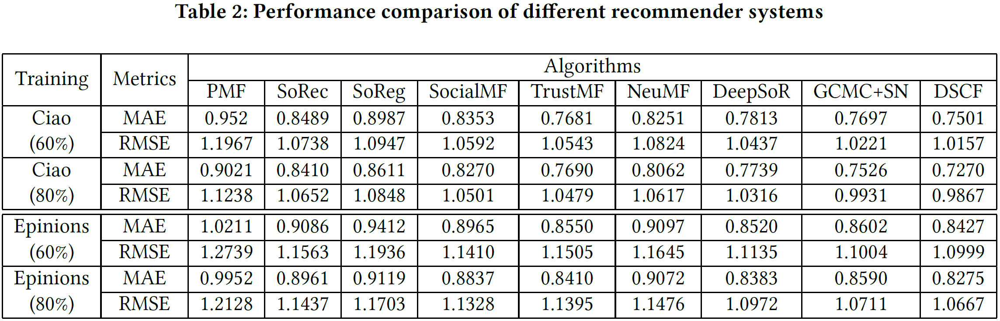 Table 2: Performance comparison of different recommender systems
Training Metrics Algorithms
PMF SoRec SoReg SocialMF TrustMF NeuMF DeepSoR GCMC+SN DSCF
Ciao MAE 0.952 0.8489 0.8987 0.8353 0.7681 0.8251 0.7813 0.7697 0.7501
(60%) RMSE 1.1967 1.0738 1.0947 1.0592 1.0543 1.0824 1.0437 1.0221 1.0157
Ciao MAE 0.9021 0.8410 0.8611 0.8270 0.7690 0.8062 0.7739 0.7526 0.7270
(80%) RMSE 1.1238 1.0652 1.0848 1.0501 1.0479 1.0617 1.0316 0.9931 0.9867
Epinions MAE 1.0211 0.9086 0.9412 0.8965 0.8550 0.9097 0.8520 0.8602 0.8427
(60%) RMSE 1.2739 1.1563 1.1936 1.1410 1.1505 1.1645 1.1135 1.1004 1.0999
Epinions MAE 0.9952 0.8961 0.9119 0.8837 0.8410 0.9072 0.8383 0.8590 0.8275
(80%) RMSE 1.2128 1.1437 1.1703 1.1328 1.1395 1.1476 1.0972 1.0711 1.0667